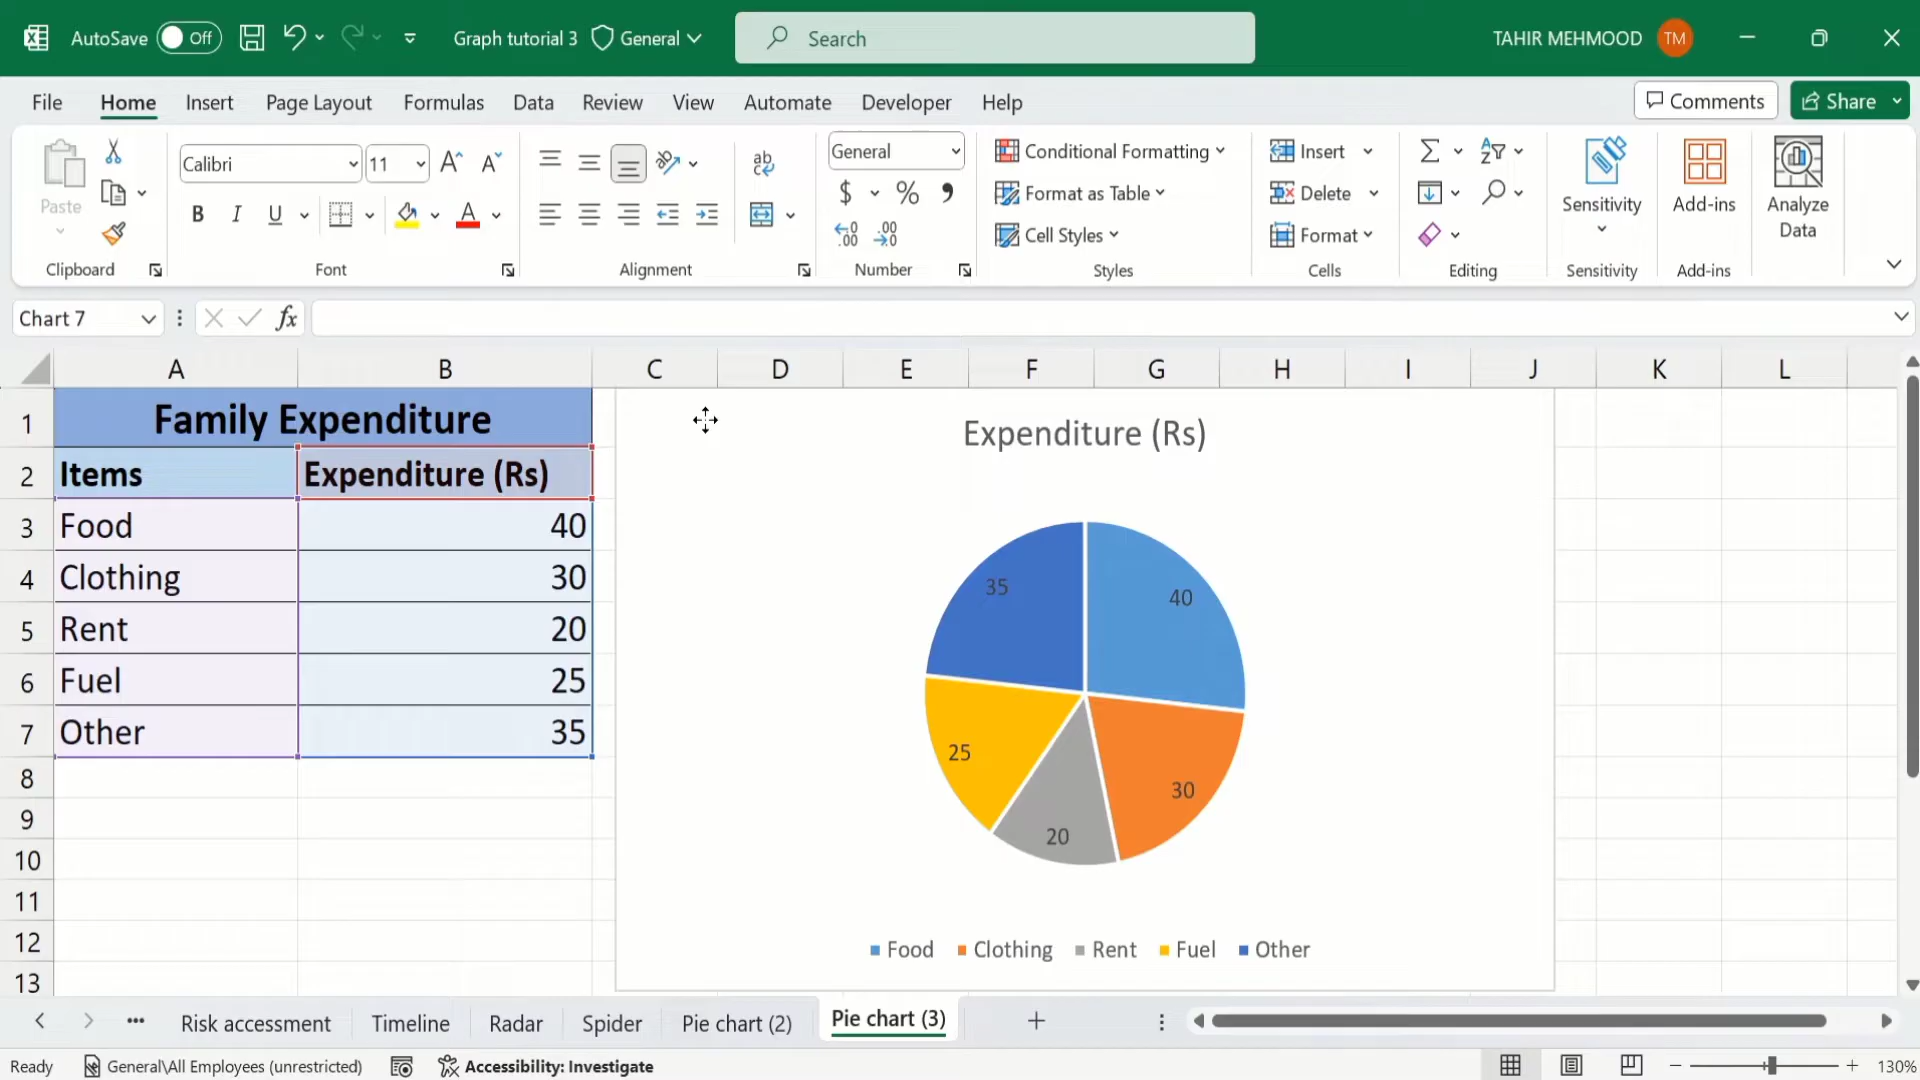 AutoSave Off Graph tutorial 3 General Search TAHIR MEHMOOD TM
File Home Insert Page Layout Formulas Data Review View Automate Developer Help Comments Share
Paste
Clipboard
Calibri 11
B I U A
Font
ab
Alignment
General
$ % ,
.00 .00
Number
Conditional Formatting
Format as Table
Cell Styles
Styles
Insert
Delete
Format
Cells
Editing
Sensitivity
Sensitivity
Add-ins
Add-ins
Analyze
Data
Chart 7 fx
A B C D E F G H I J K L
1 Family Expenditure
2 Items Expenditure (Rs)
3 Food 40
4 Clothing 30
5 Rent 20
6 Fuel 25
7 Other 35
8
9
10
11
12
13
Expenditure (Rs)
35 40
25 30
20
Food Clothing Rent Fuel Other
Risk accessment Timeline Radar Spider Pie chart (2) Pie chart (3)
Ready General\All Employees (unrestricted) Accessibility: Investigate 130%